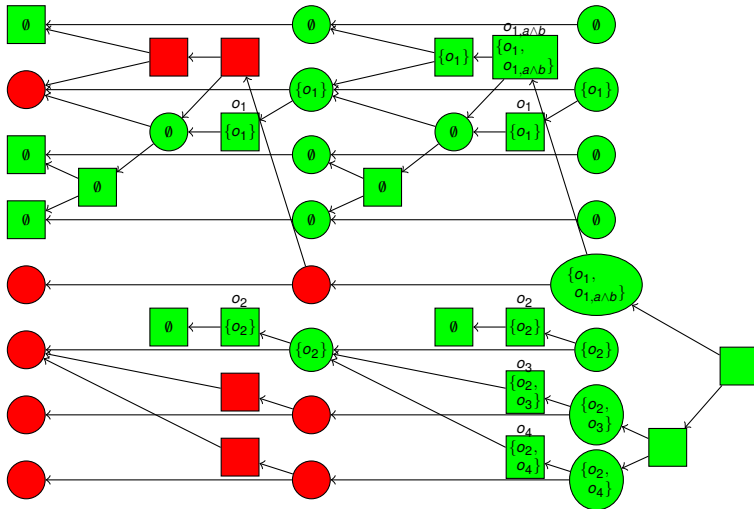 ∅ ∅
o₁,ₐ∧ᵦ
{o₁} {o₁,
o₁,ₐ∧ᵦ}
{o₁} {o₁}
o₁ o₁
∅ {o₁} ∅ {o₁}
∅ ∅
∅ ∅
∅ ∅
{o₁,
o₁,ₐ∧ᵦ}
o₂ o₂
∅ {o₂} ∅ {o₂}
{o₂} {o₂}
o₃
{o₂,
o₃}
{o₂,
o₃}
o₄
{o₂,
o₄}
{o₂,
o₄}